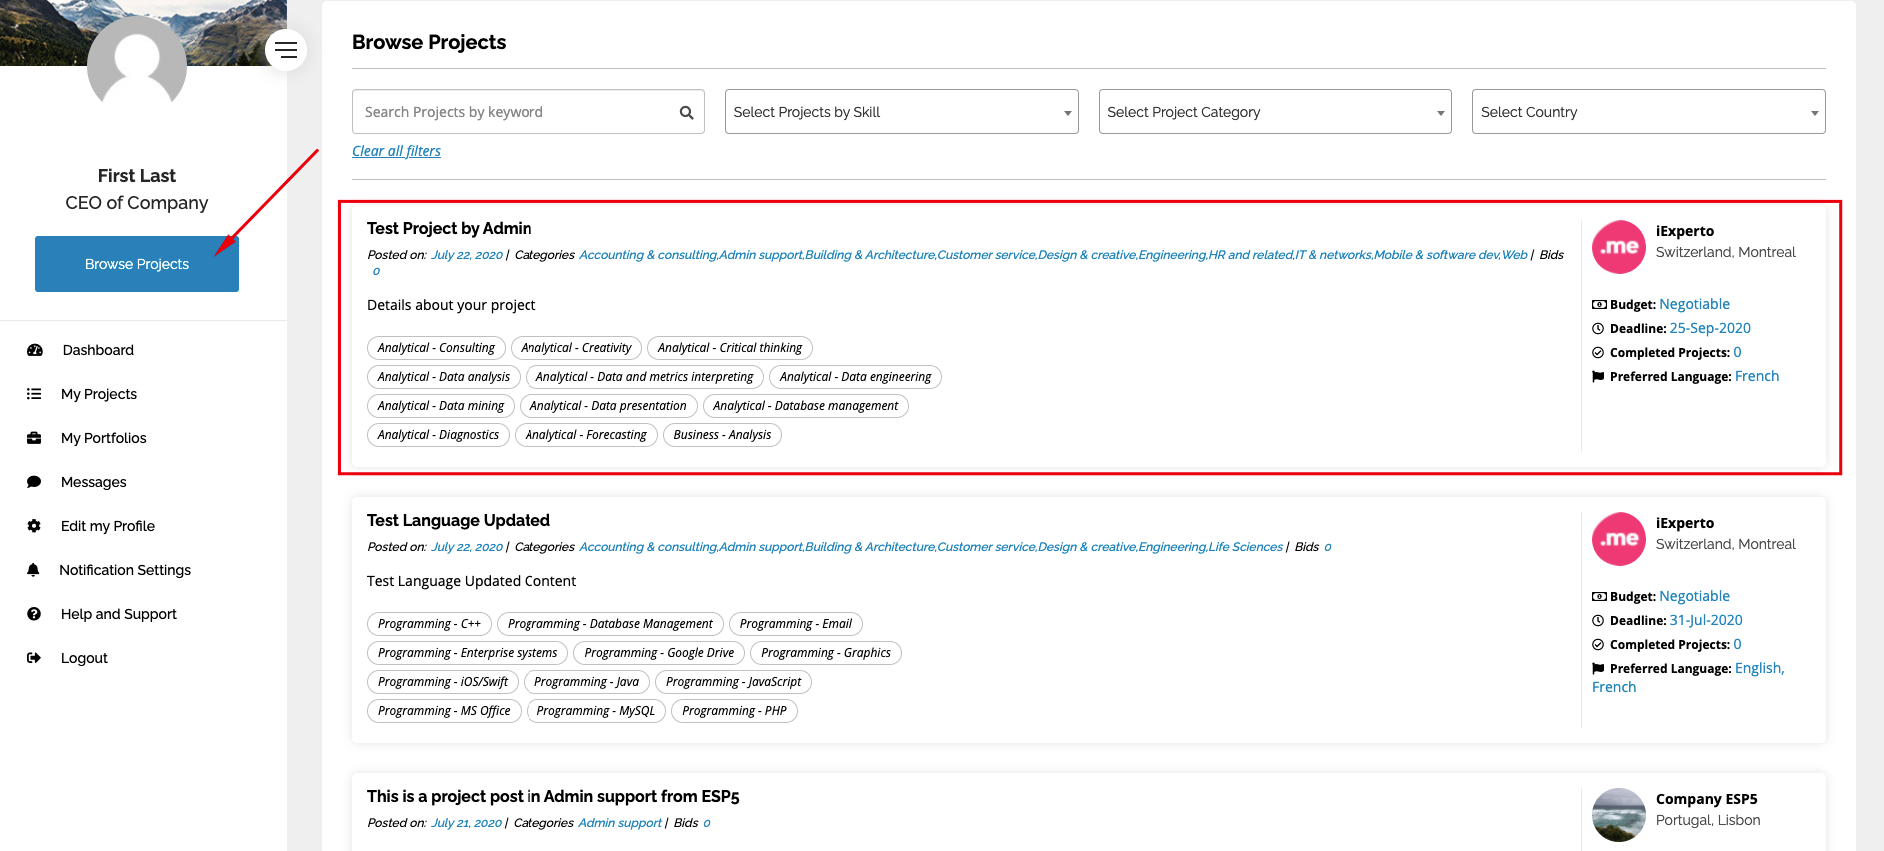 First Last
CEO of Company
Browse Projects
Dashboard
My Projects
My Portfolios
Messages
Edit my Profile
Notification Settings
Help and Support
Logout
Browse Projects
Search Projects by keyword
Select Projects by Skill
Select Project Category
Select Country
Clear all filters
Test Project by Admin
Posted on: July 22, 2020 | Categories Accounting & consulting,Admin support,Building & Architecture,Customer service,Design & creative,Engineering,HR and related,IT & networks,Mobile & software dev,Web | Bids
0
Details about your project
Analytical - Consulting Analytical - Creativity Analytical - Critical thinking
Analytical - Data analysis Analytical - Data and metrics interpreting Analytical - Data engineering
Analytical - Data mining Analytical - Data presentation Analytical - Database management
Analytical - Diagnostics Analytical - Forecasting Business - Analysis
.me
iExperto
Switzerland, Montreal
Budget: Negotiable
Deadline: 25-Sep-2020
Completed Projects: 0
Preferred Language: French
Test Language Updated
Posted on: July 22, 2020 | Categories Accounting & consulting,Admin support,Building & Architecture,Customer service,Design & creative,Engineering,Life Sciences | Bids 0
Test Language Updated Content
Programming - C++ Programming - Database Management Programming - Email
Programming - Enterprise systems Programming - Google Drive Programming - Graphics
Programming - iOS/Swift Programming - Java Programming - JavaScript
Programming - MS Office Programming - MySQL Programming - PHP
.me
iExperto
Switzerland, Montreal
Budget: Negotiable
Deadline: 31-Jul-2020
Completed Projects: 0
Preferred Language: English,
French
This is a project post in Admin support from ESP5
Posted on: July 21, 2020 | Categories Admin support | Bids 0
Company ESP5
Portugal, Lisbon